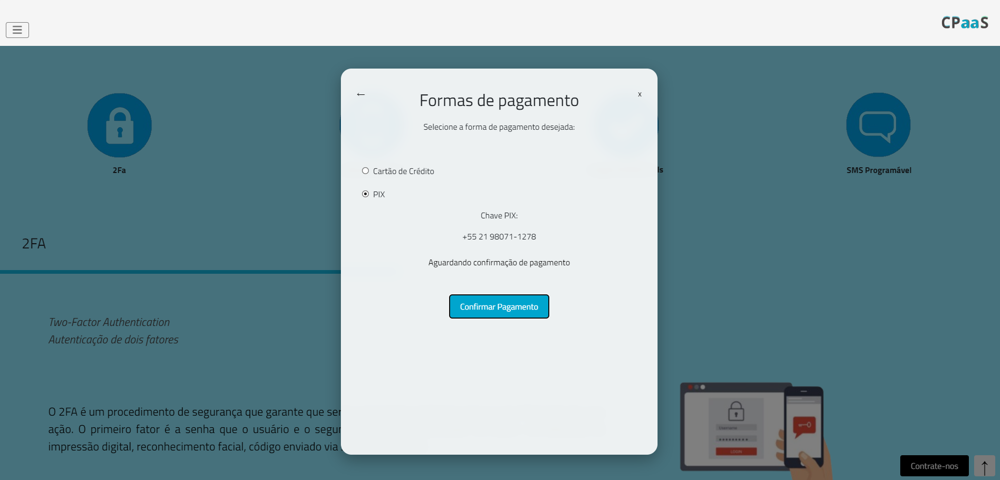 CPaaS
←
x
Formas de pagamento
Selecione a forma de pagamento desejada:
Cartão de Crédito
PIX
Chave PIX:
+55 21 98071-1278
Aguardando confirmação de pagamento
Confirmar Pagamento
2Fa
ls
SMS Programável
2FA
Two-Factor Authentication
Autenticação de dois fatores
O 2FA é um procedimento de segurança que garante que
ação. O primeiro fator é a senha que o usuário e o
impressão digital, reconhecimento facial, código enviado via
Username
LOGIN
Contrate-nos
↑